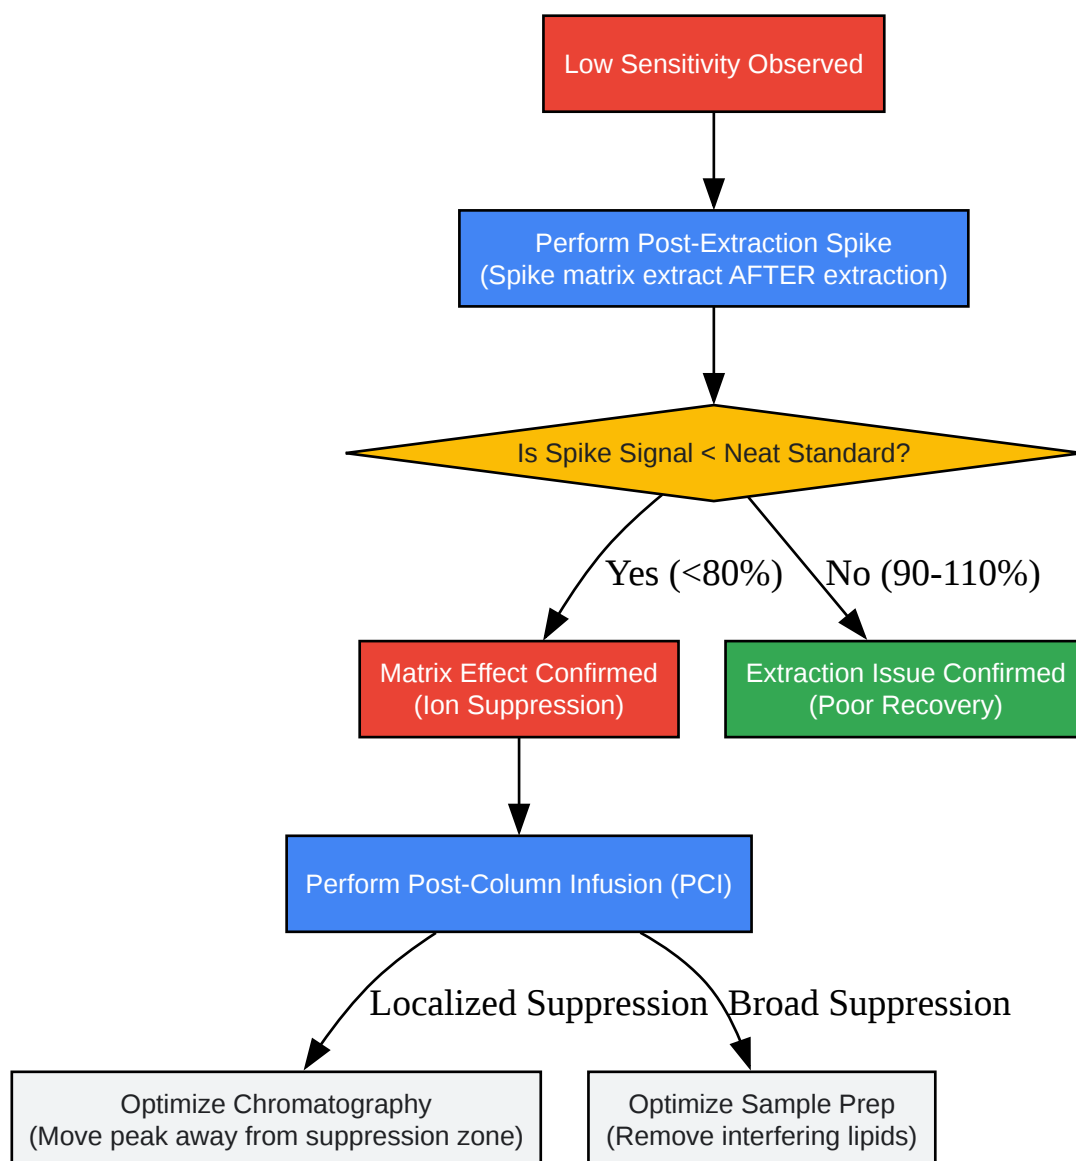 Low Sensitivity Observed
Perform Post-Extraction Spike
(Spike matrix extract AFTER extraction)
Is Spike Signal < Neat Standard?
Yes (<80%)
No (90-110%)
Matrix Effect Confirmed
(Ion Suppression)
Extraction Issue Confirmed
(Poor Recovery)
Perform Post-Column Infusion (PCI)
Localized Suppression
Broad Suppression
Optimize Chromatography
(Move peak away from suppression zone)
Optimize Sample Prep
(Remove interfering lipids)